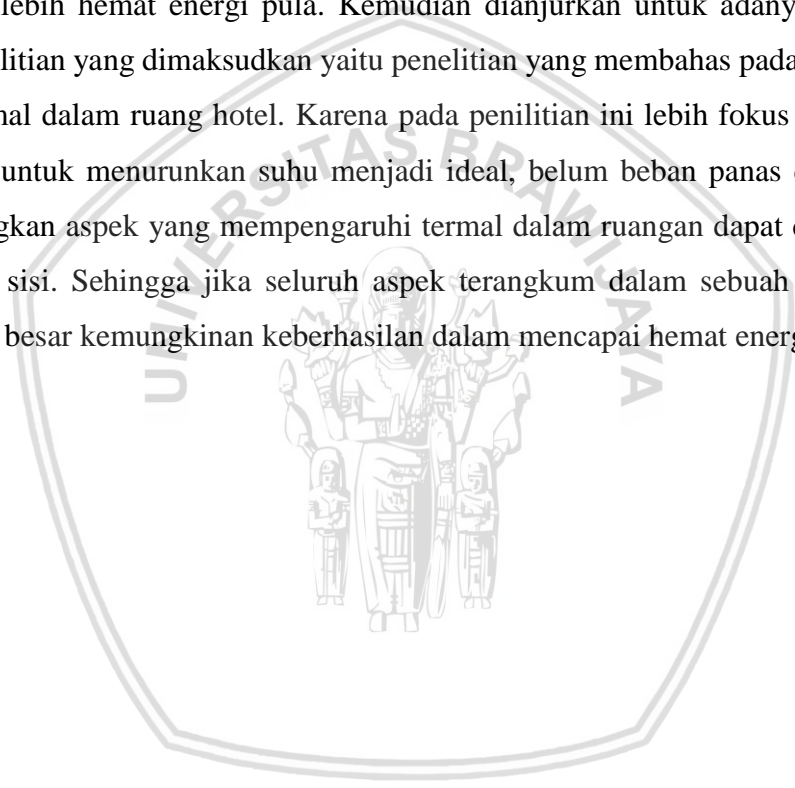 lebih hemat energi pula. Kemudian dianjurkan untuk adany
litian yang dimaksudkan yaitu penelitian yang membahas pada
nal dalam ruang hotel. Karena pada penilitian ini lebih fokus
untuk menurunkan suhu menjadi ideal, belum beban panas
gkan aspek yang mempengaruhi termal dalam ruangan dapat
sisi. Sehingga jika seluruh aspek terangkum dalam sebuah
besar kemungkinan keberhasilan dalam mencapai hemat energ
UNIVERSITAS BRAWIJAYA